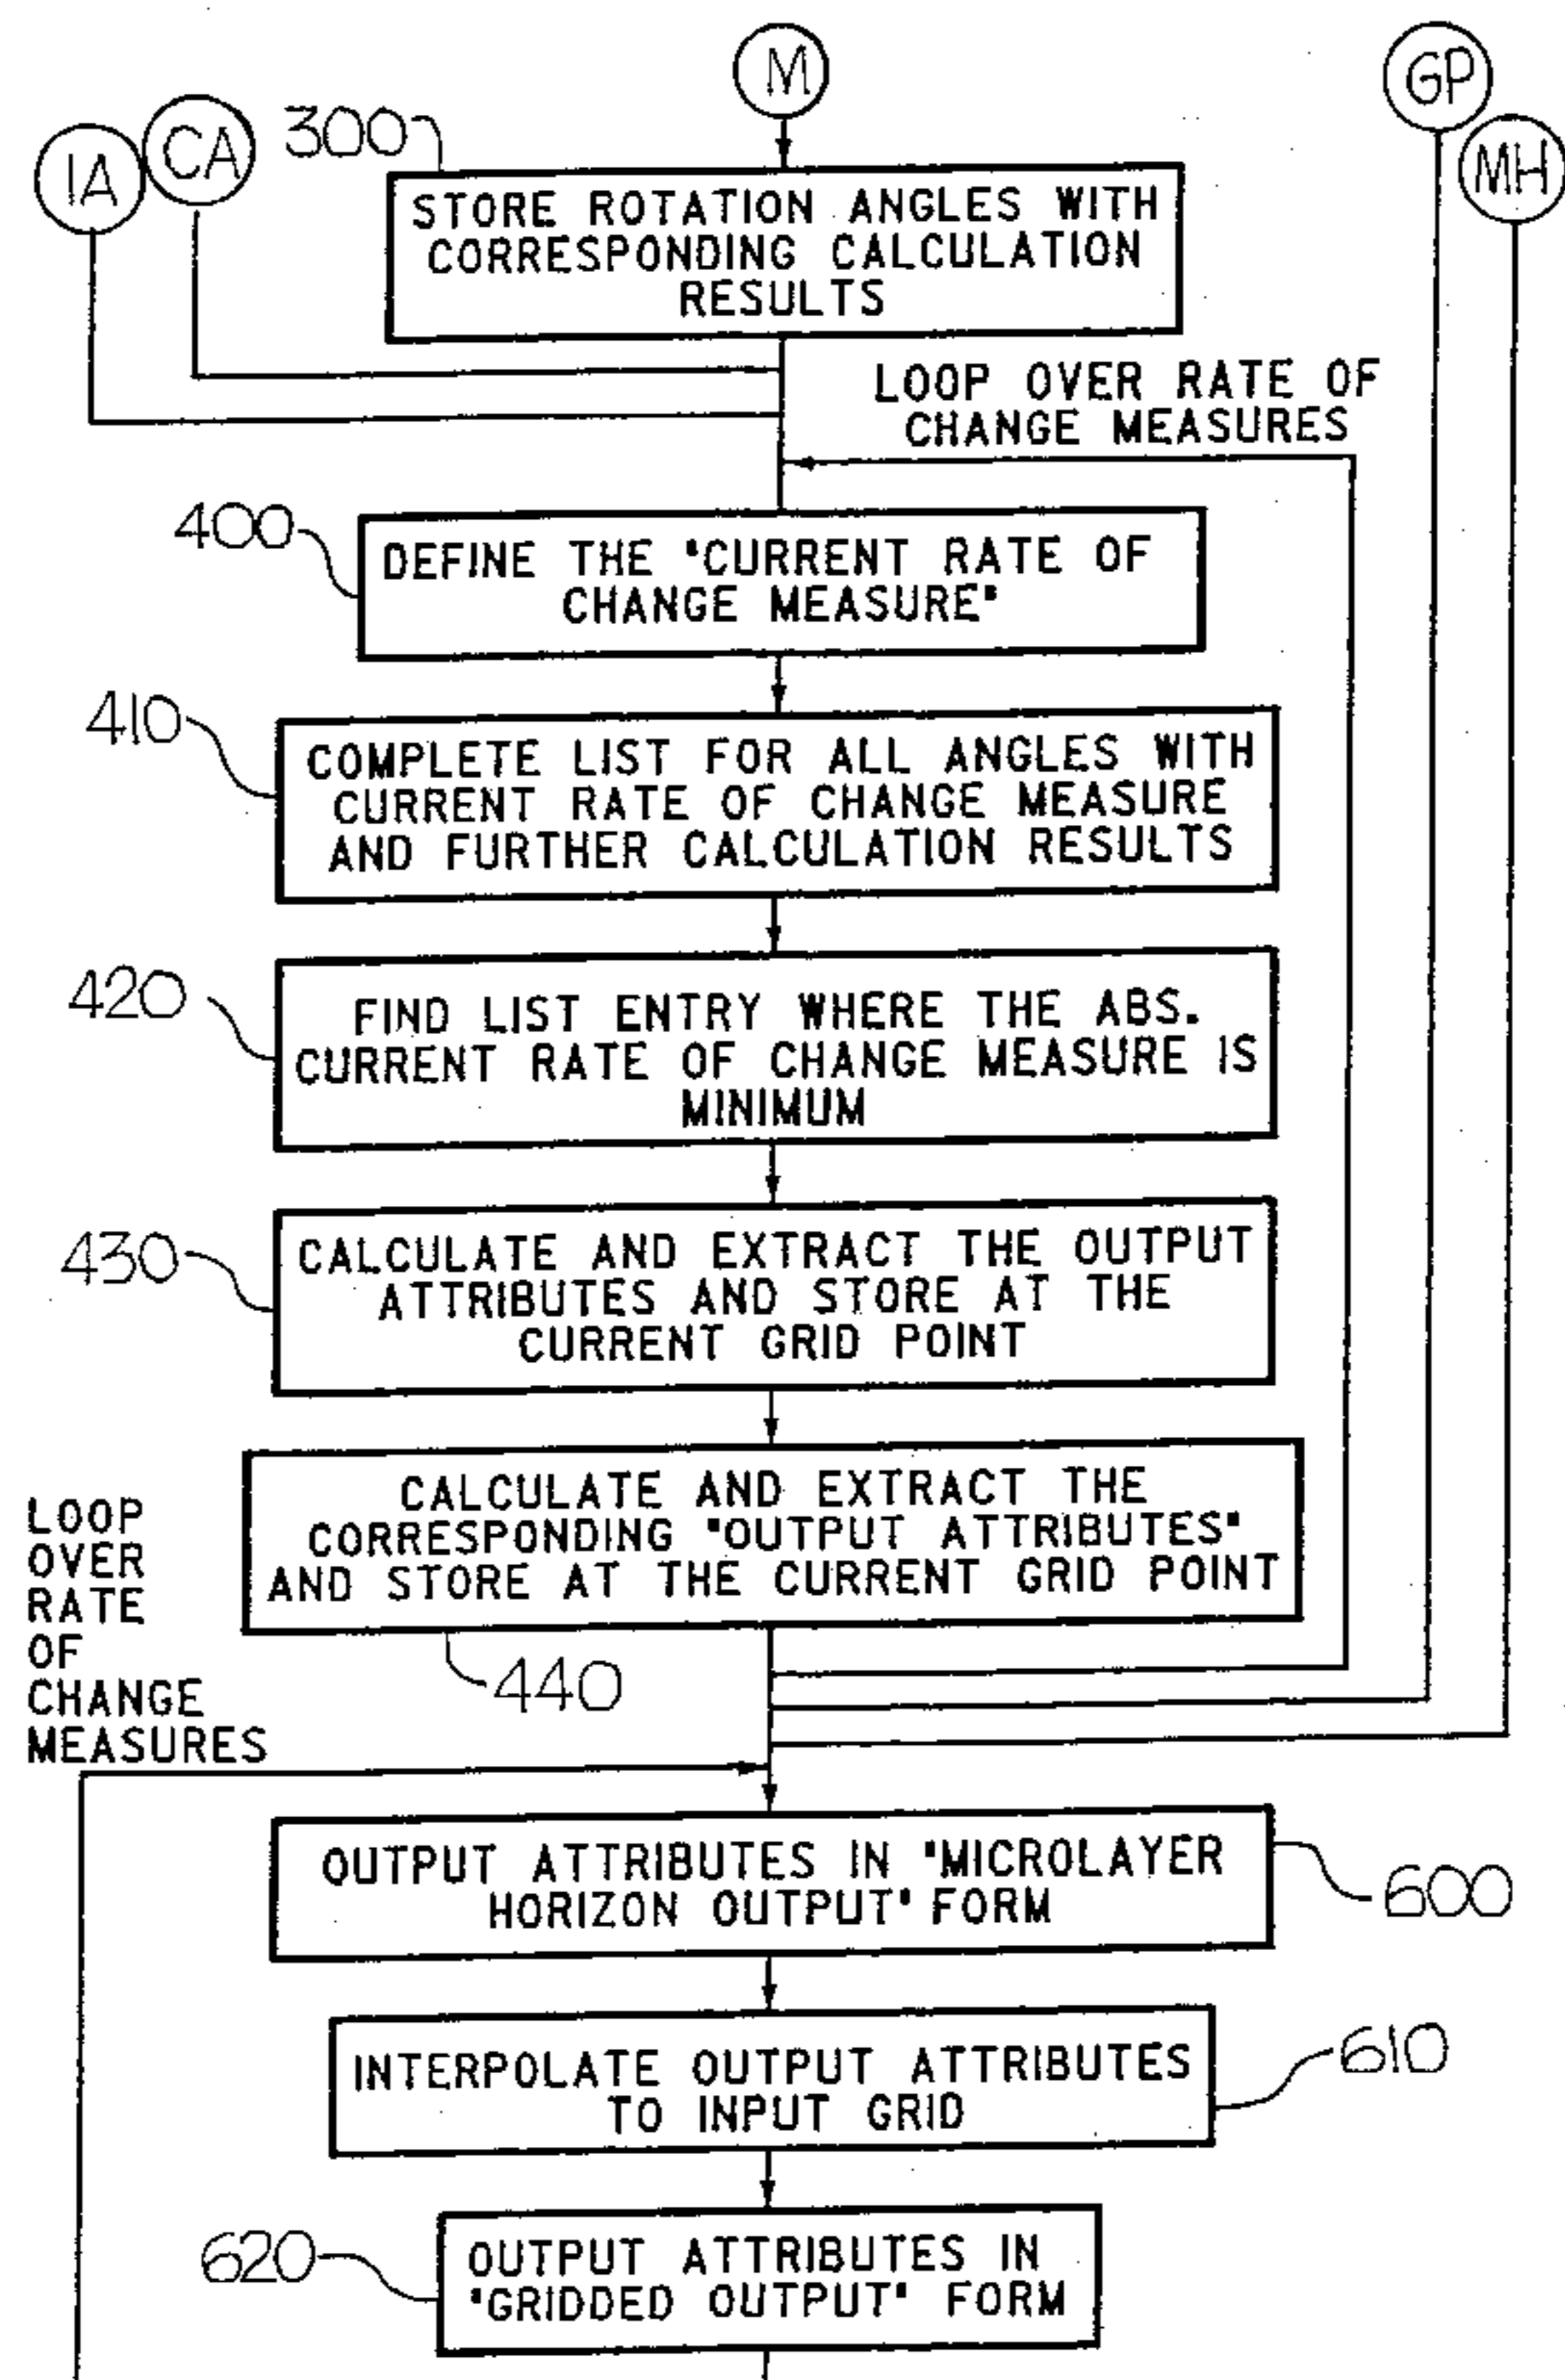 M
GP
IA
CA
300
MH
STORE ROTATION ANGLES WITH
CORRESPONDING CALCULATION
RESULTS
LOOP OVER RATE OF
CHANGE MEASURES
400
DEFINE THE "CURRENT RATE OF
CHANGE MEASURE"
410
COMPLETE LIST FOR ALL ANGLES WITH
CURRENT RATE OF CHANGE MEASURE
AND FURTHER CALCULATION RESULTS
420
FIND LIST ENTRY WHERE THE ABS.
CURRENT RATE OF CHANGE MEASURE IS
MINIMUM
430
CALCULATE AND EXTRACT THE OUTPUT
ATTRIBUTES AND STORE AT THE
CURRENT GRID POINT
CALCULATE AND EXTRACT THE
CORRESPONDING "OUTPUT ATTRIBUTES"
AND STORE AT THE CURRENT GRID POINT
440
LOOP
OVER
RATE
OF
CHANGE
MEASURES
OUTPUT ATTRIBUTES IN "MICROLAYER
HORIZON OUTPUT" FORM
600
INTERPOLATE OUTPUT ATTRIBUTES
TO INPUT GRID
610
620
OUTPUT ATTRIBUTES IN
"GRIDDED OUTPUT" FORM